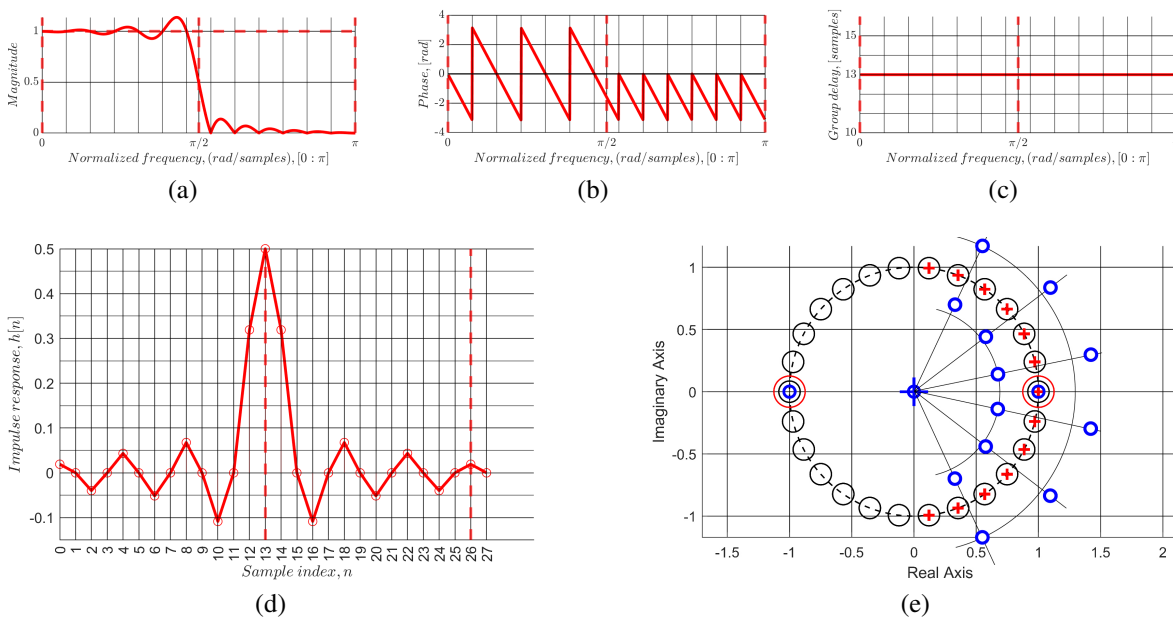 Magnitude
1
0.5
0
0
π/2
π
Normalized frequency, (rad/samples), [0 : π]
(a)
Phase, [rad]
4
2
0
-2
-4
0
π/2
π
Normalized frequency, (rad/samples), [0 : π]
(b)
Group delay, [samples]
15
13
10
0
π/2
π
Normalized frequency, (rad/samples), [0 : π]
(c)
Impulse response, h[n]
0.5
0.4
0.3
0.2
0.1
0
-0.1
0 1 2 3 4 5 6 7 8 9 10 11 12 13 14 15 16 17 18 19 20 21 22 23 24 25 26 27
Sample index, n
(d)
Imaginary Axis
1
0.5
0
-0.5
-1
-1.5 -1 -0.5 0 0.5 1 1.5 2
Real Axis
(e)